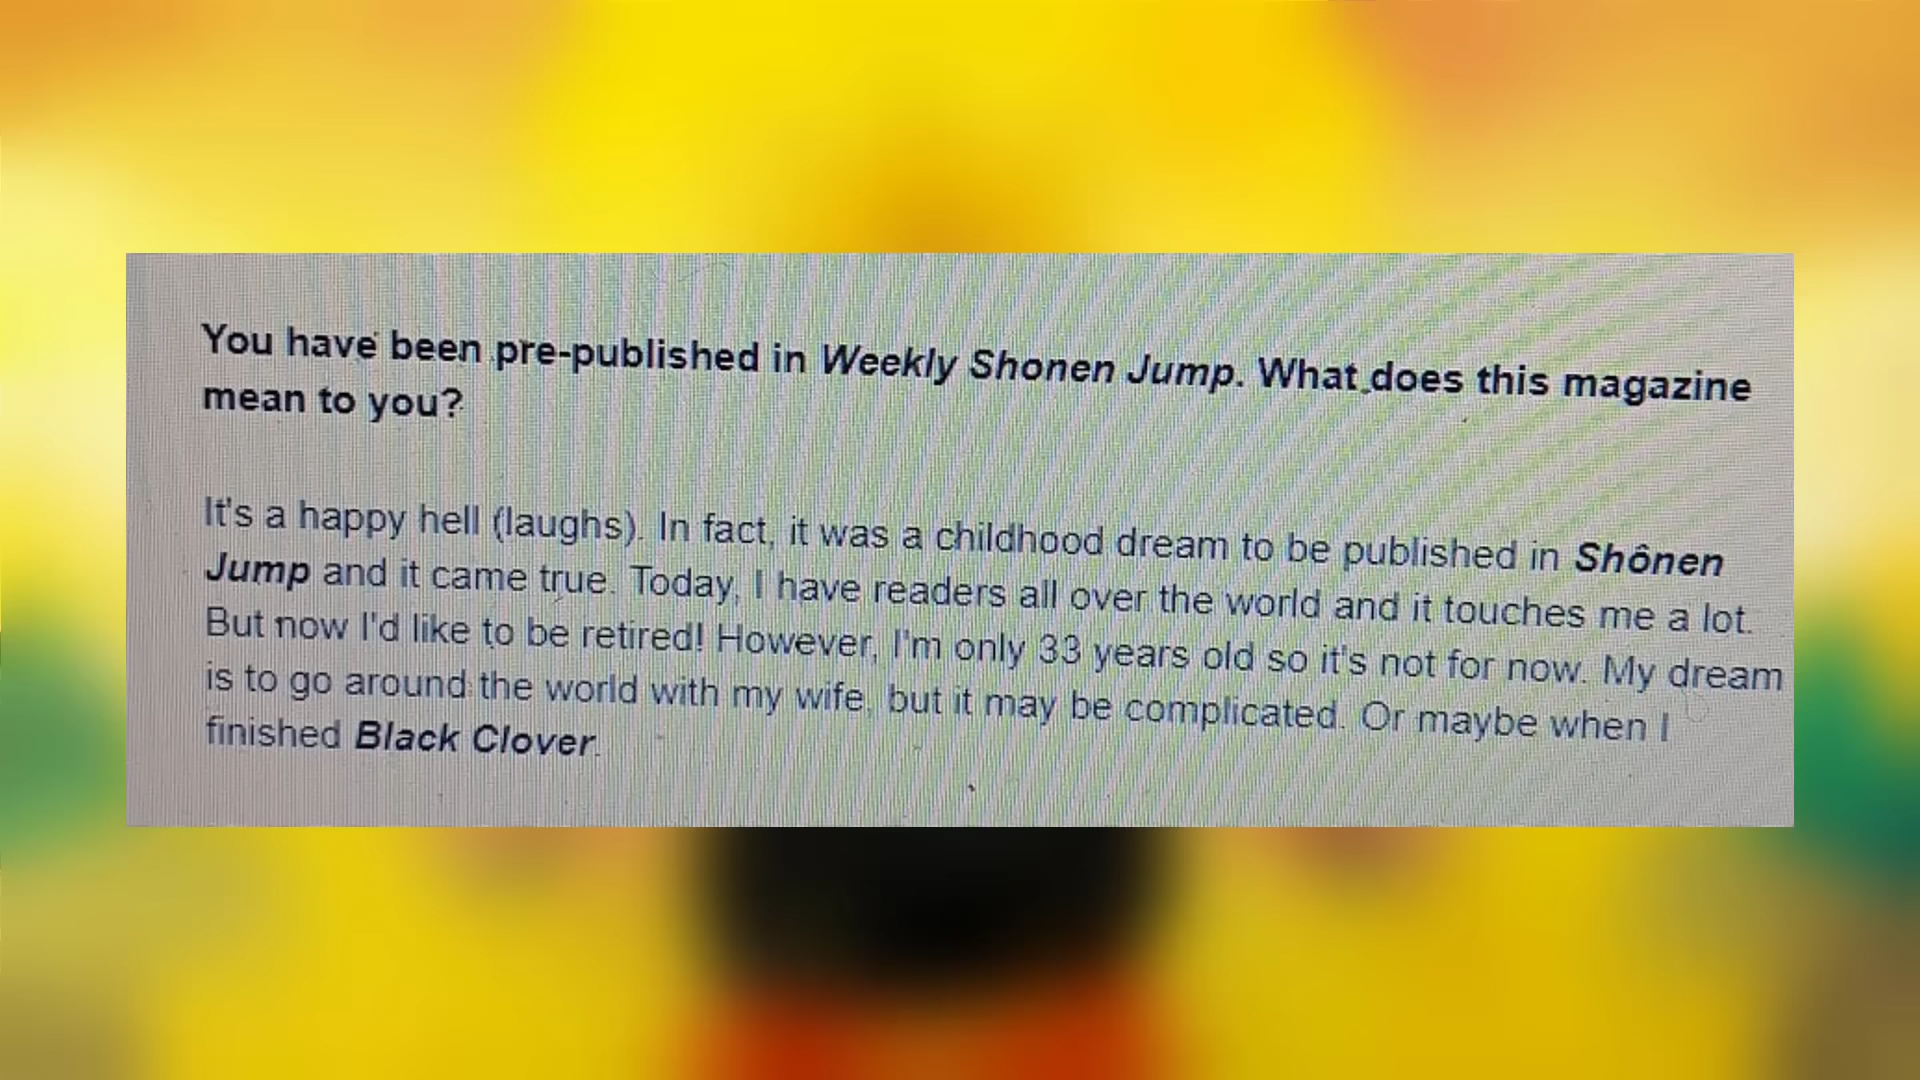 You have been pre-published in Weekly Shonen Jump. What does this magazine
mean to you?
It's a happy hell (laughs). In fact, it was a childhood dream to be published in Shônen
Jump and it came true. Today, I have readers all over the world and it touches me a lot.
But now I'd like to be retired! However, I'm only 33 years old so it's not for now. My dream
is to go around the world with my wife, but it may be complicated. Or maybe when I
finished Black Clover.